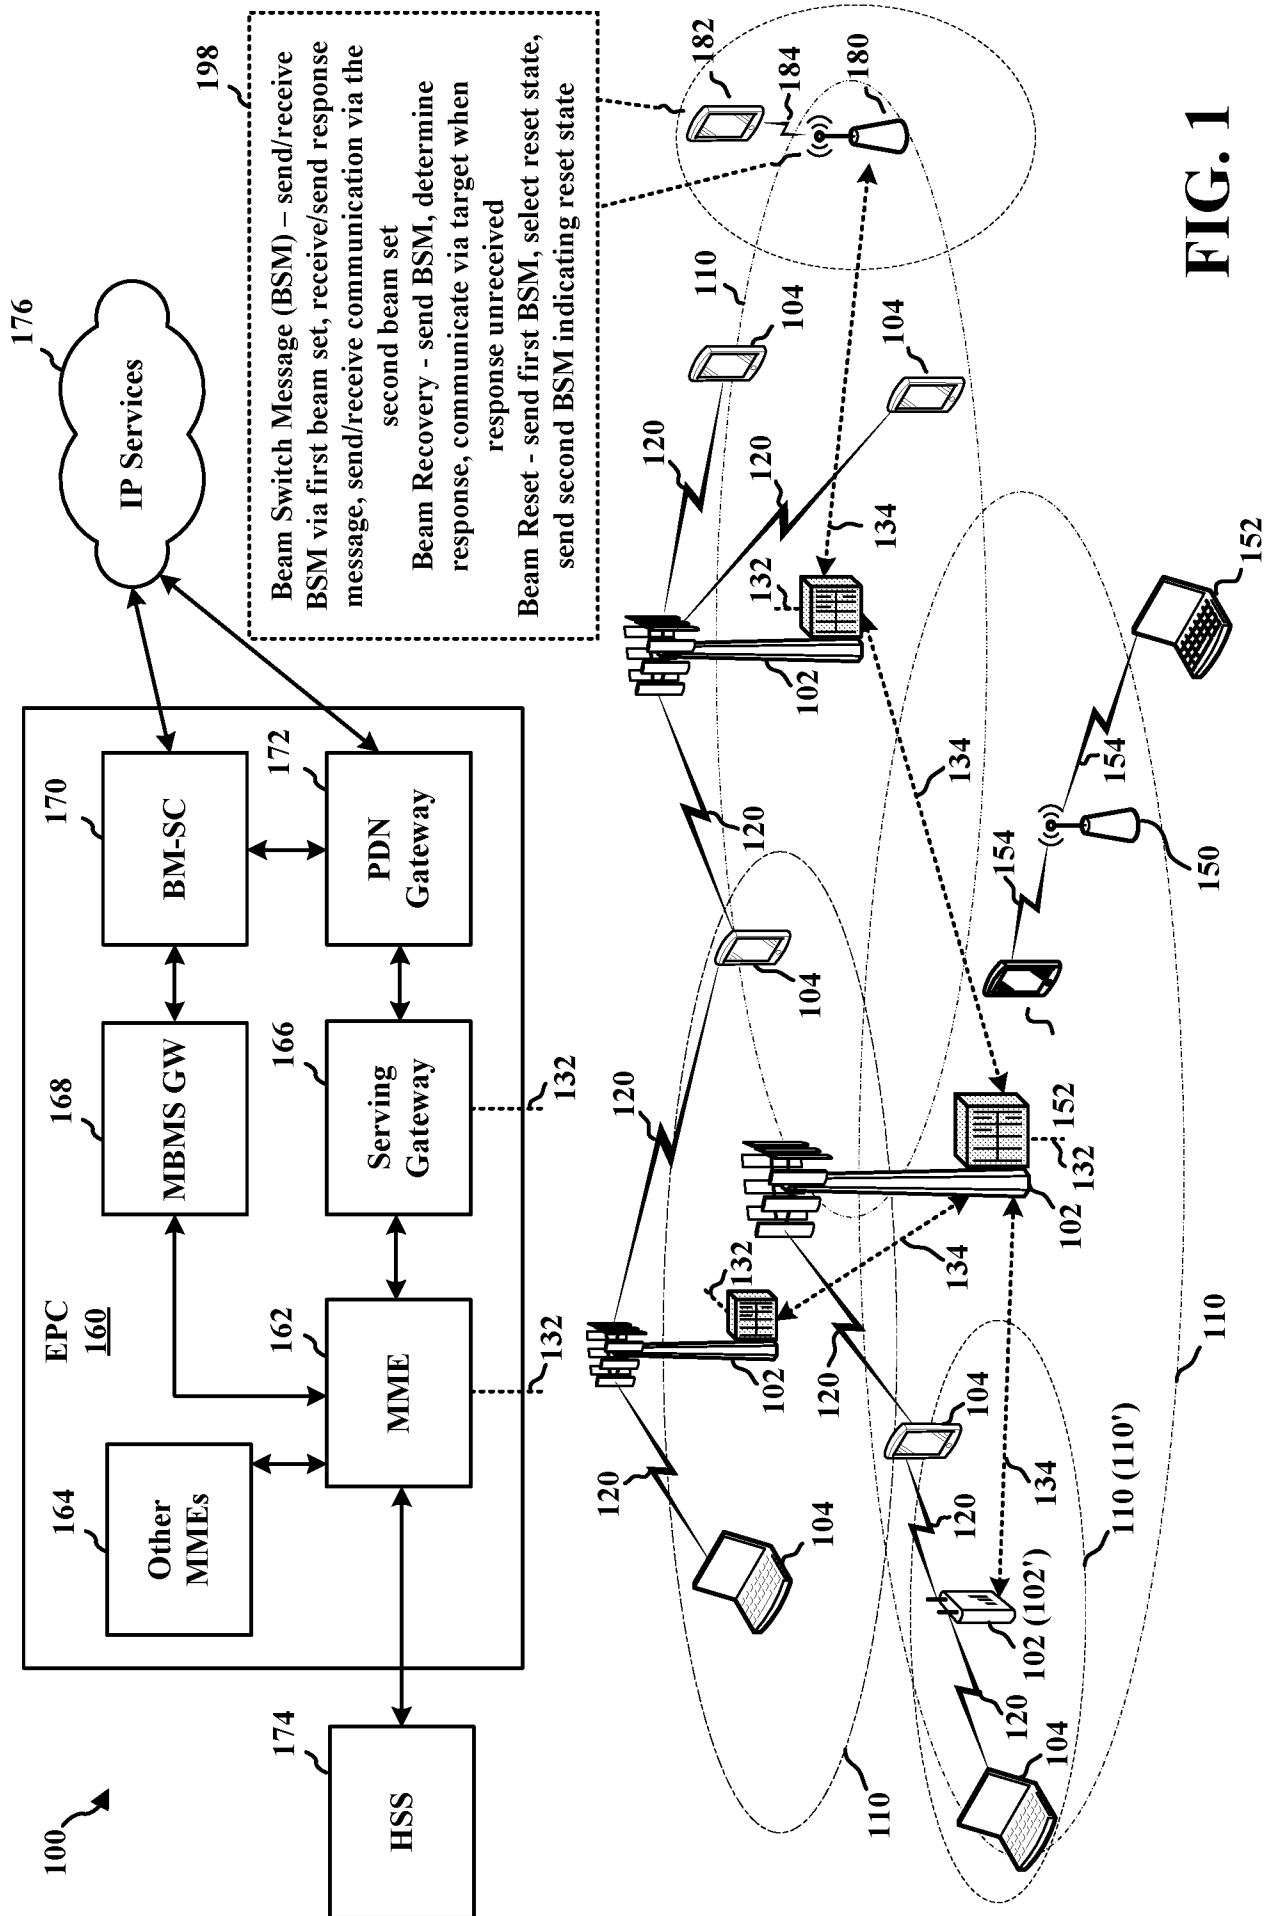 100
HSS
174
EPC
160
Other
MMEs
164
MME
162
MBMS GW
168
Serving
Gateway
166
BM-SC
170
PDN
Gateway
172
132
132
IP Services
176
198
Beam Switch Message (BSM) – send/receive
BSM via first beam set, receive/send response
message, send/receive communication via the
second beam set
Beam Recovery - send BSM, determine
response, communicate via target when
response unreceived
Beam Reset - send first BSM, select reset state,
send second BSM indicating reset state
120
104
110
102
132
120
134
120
104
120
102
132
152
120
104
120
102 (102')
120
104
134
110 (110')
110
134
120
102
132
134
120
104
120
104
110
182
184
180
154
150
154
152
FIG. 1